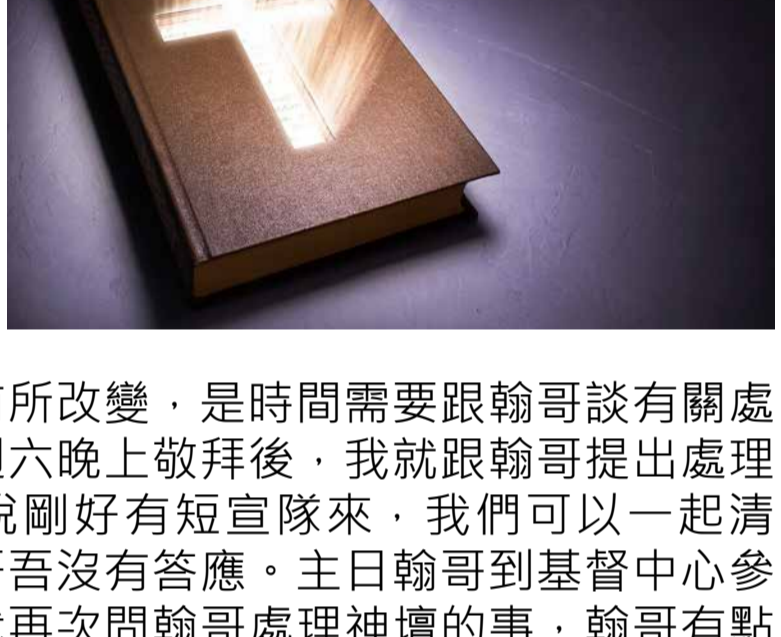 所改變，是時間需要跟翰哥談有關處
六晚上敬拜後，我就跟翰哥提出處理
剛好有短宣隊來，我們可以一起清
吾沒有答應。主日翰哥到基督中心參
再次問翰哥處理神壇的事，翰哥有點